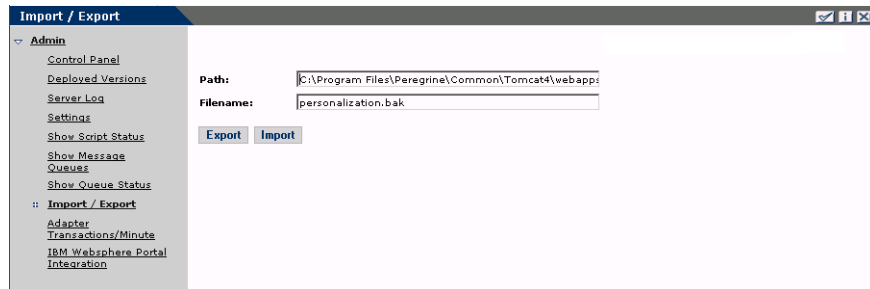 Import / Export
Admin
Control Panel
Deployed Versions
Server Log
Settings
Show Script Status
Show Message
Queues
Show Queue Status
Import / Export
Adapter
Transactions/Minute
IBM Websphere Portal
Integration
Path: C:\Program Files\Peregrine\Common\Tomcat4\webapps
Filename: personalization.bak
Export Import